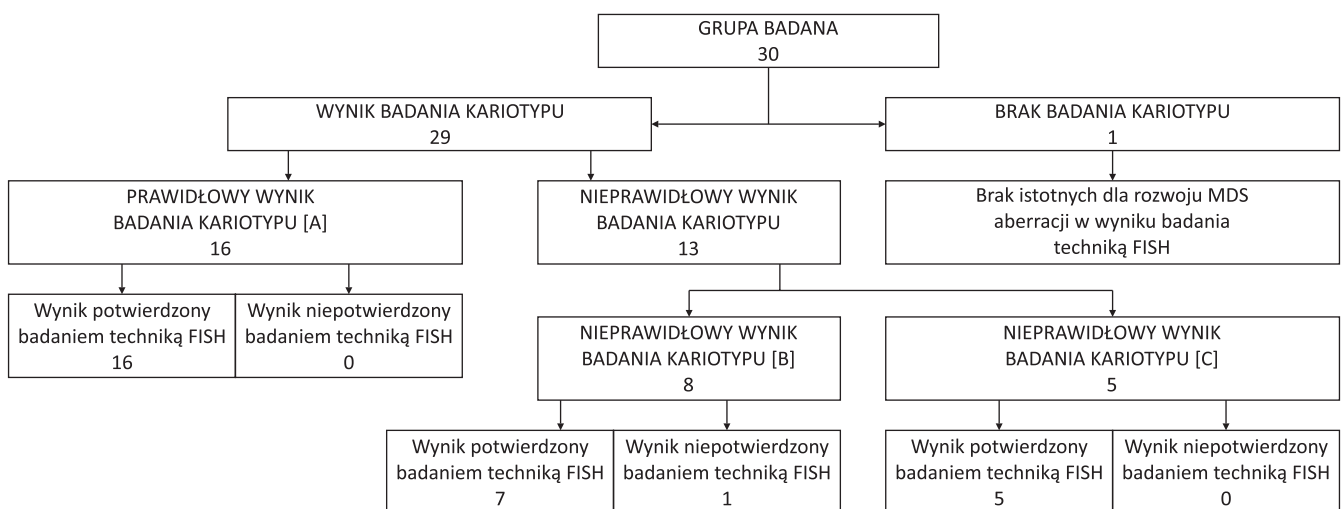 GRUPA BADANA
30
WYNIK BADANIA KARIOTYPU
29
BRAK BADANIA KARIOTYPU
1
PRAWIDŁOWY WYNIK
BADANIA KARIOTYPU [A]
16
NIEPRAWIDŁOWY WYNIK
BADANIA KARIOTYPU
13
Brak istotnych dla rozwoju MDS
aberracji w wyniku badania
techniką FISH
Wynik potwierdzony
badaniem techniką FISH
16
Wynik niepotwierdzony
badaniem techniką FISH
0
NIEPRAWIDŁOWY WYNIK
BADANIA KARIOTYPU [B]
8
NIEPRAWIDŁOWY WYNIK
BADANIA KARIOTYPU [C]
5
Wynik potwierdzony
badaniem techniką FISH
7
Wynik niepotwierdzony
badaniem techniką FISH
1
Wynik potwierdzony
badaniem techniką FISH
5
Wynik niepotwierdzony
badaniem techniką FISH
0